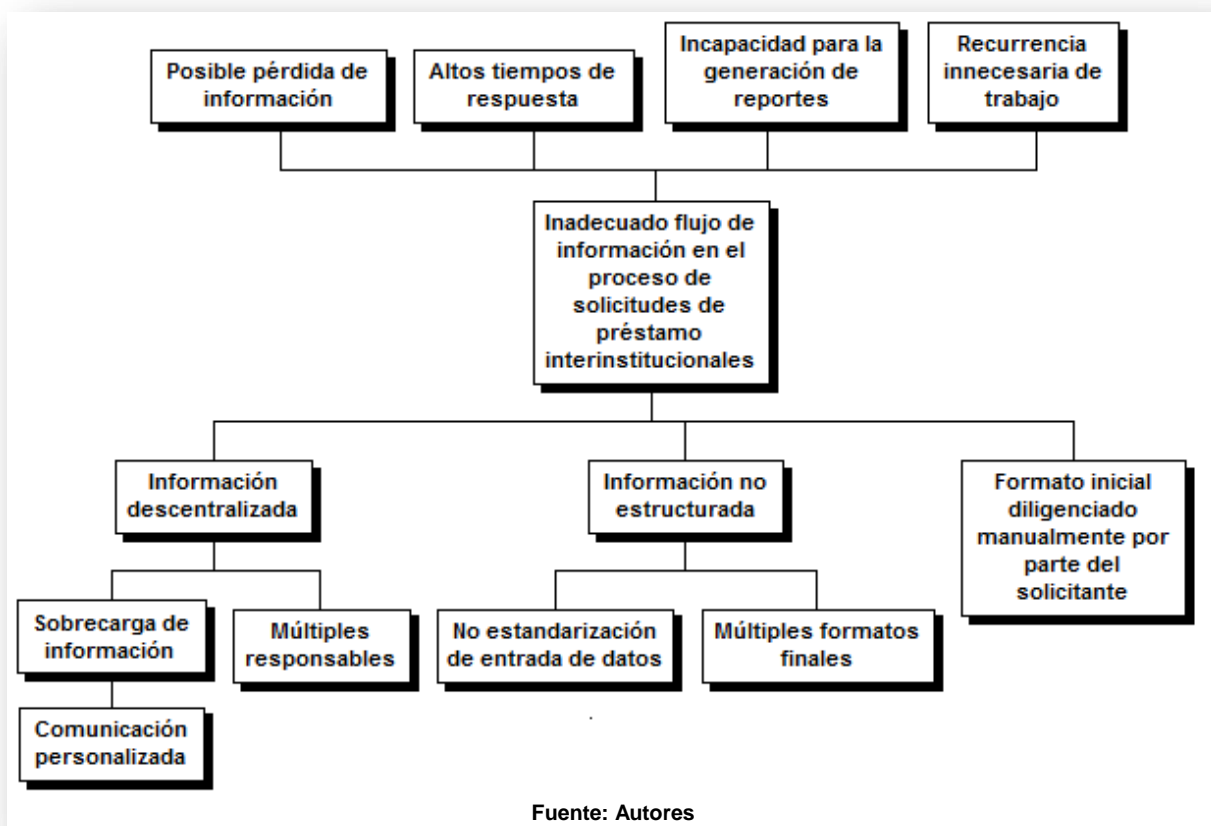 Posible pérdida de
información
Altos tiempos de
respuesta
Incapacidad para la
generación de
reportes
Recurrencia
innecesaria de
trabajo
Inadecuado flujo de
información en el
proceso de
solicitudes de
préstamo
interinstitucionales
Información
descentralizada
Información no
estructurada
Formato inicial
diligenciado
manualmente por
parte del
solicitante
Sobrecarga de
información
Múltiples
responsables
No estandarización
de entrada de datos
Múltiples formatos
finales
Comunicación
personalizada
Fuente: Autores